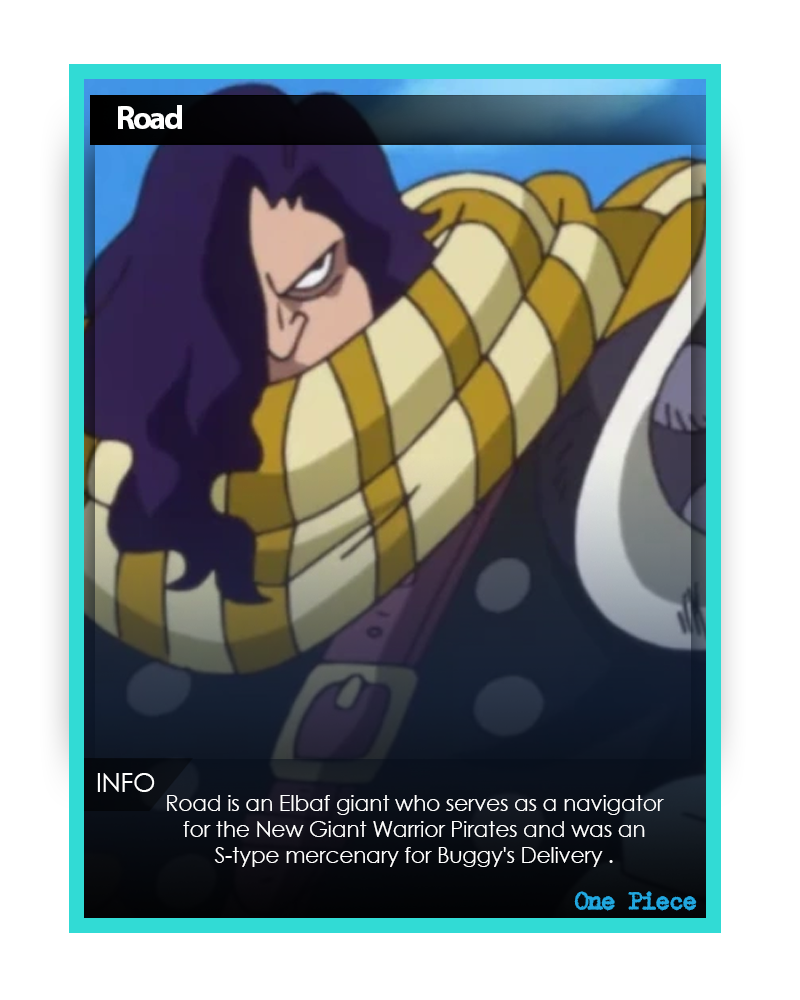 Road
INFO
Road is an Elbaf giant who serves as a navigator
for the New Giant Warrior Pirates and was an
S-type mercenary for Buggy's Delivery .
One Piece